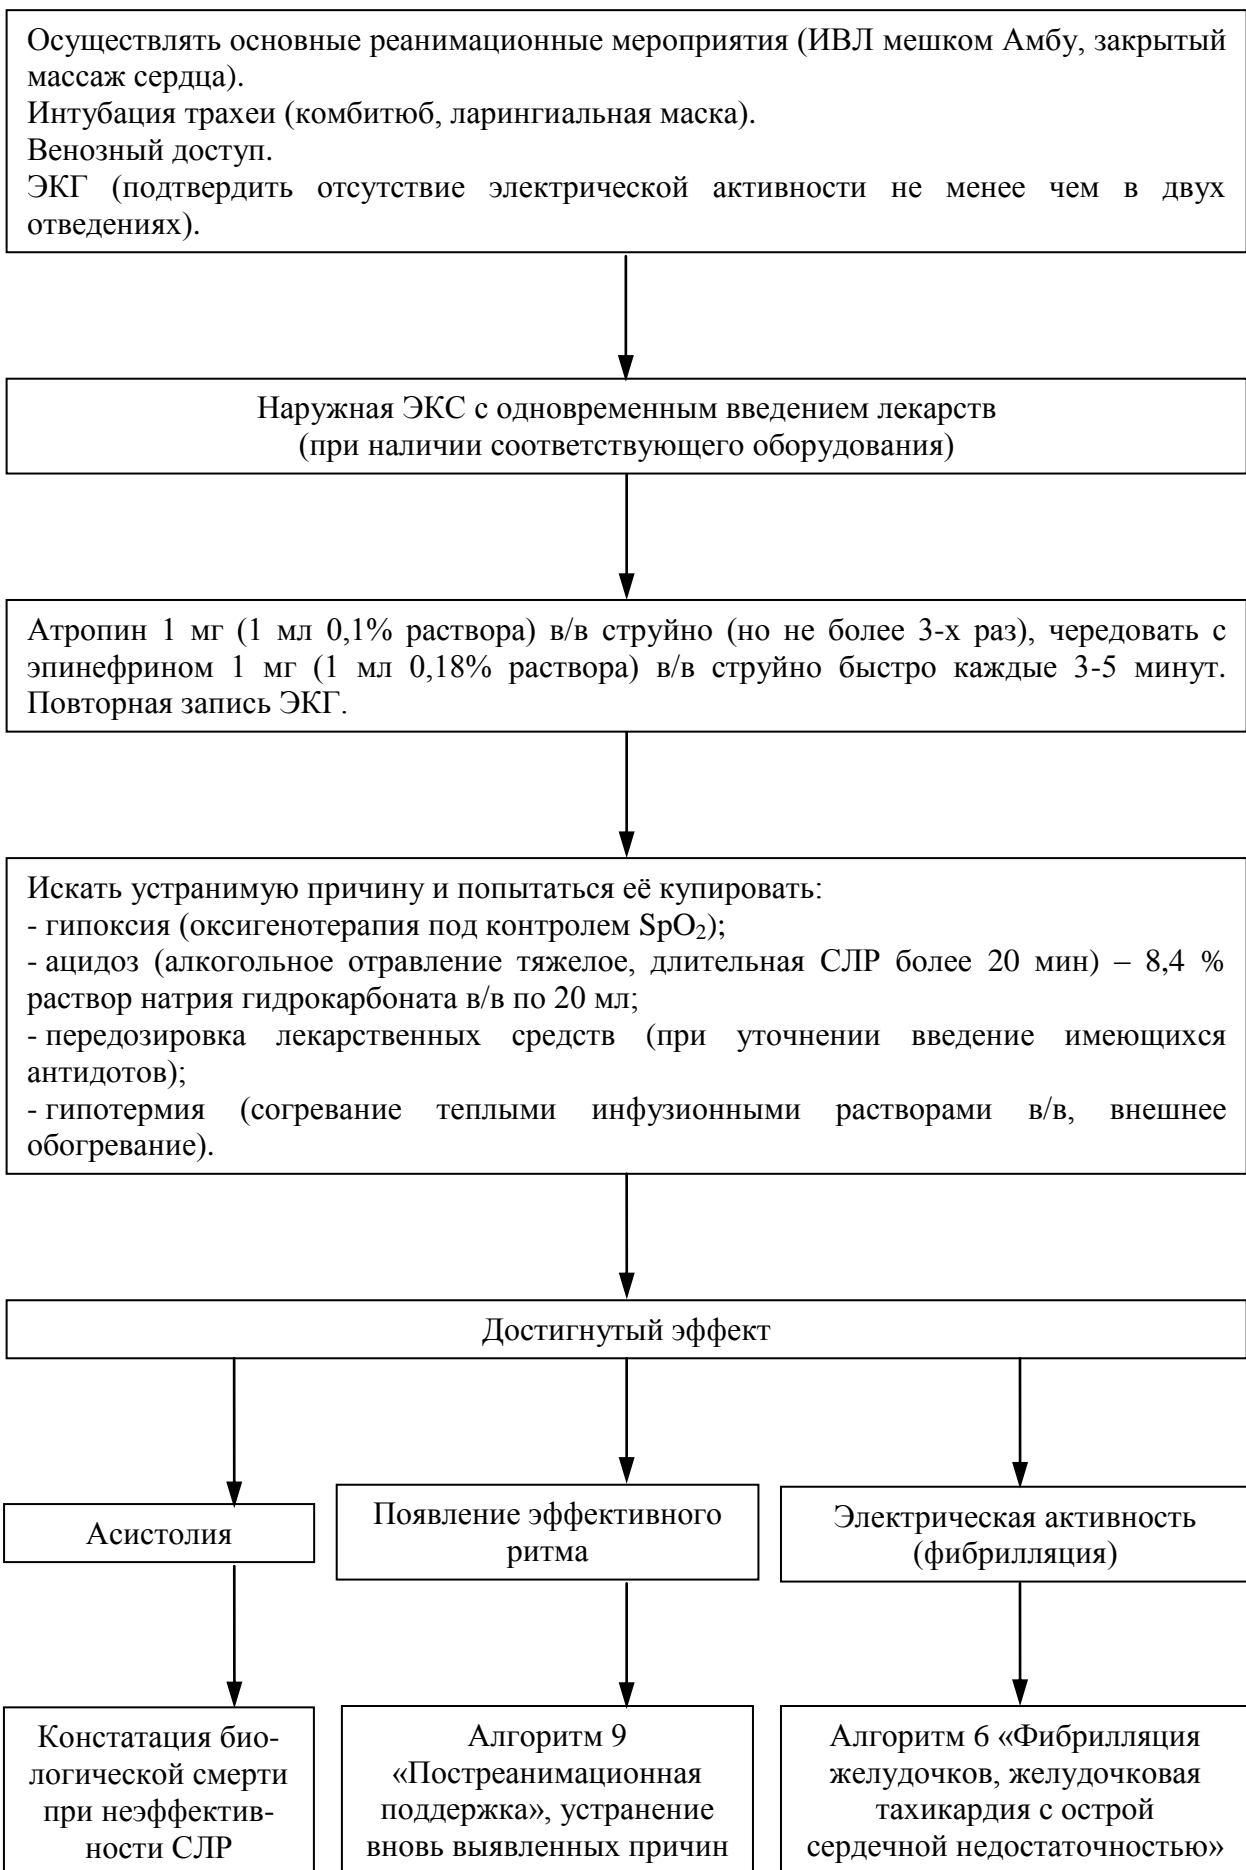 Осуществлять основные реанимационные мероприятия (ИВЛ мешком Амбу, закрытый
массаж сердца).
Интубация трахеи (комбитюб, ларингиальная маска).
Венозный доступ.
ЭКГ (подтвердить отсутствие электрической активности не менее чем в двух
отведениях).
Наружная ЭКС с одновременным введением лекарств
(при наличии соответствующего оборудования)
Атропин 1 мг (1 мл 0,1% раствора) в/в струйно (но не более 3-х раз), чередовать с
эпинефрином 1 мг (1 мл 0,18% раствора) в/в струйно быстро каждые 3-5 минут.
Повторная запись ЭКГ.
Искать устранимую причину и попытаться её купировать:
- гипоксия (оксигенотерапия под контролем SpO₂);
- ацидоз (алкогольное отравление тяжелое, длительная СЛР более 20 мин) – 8,4 %
раствор натрия гидрокарбоната в/в по 20 мл;
- передозировка лекарственных средств (при уточнении введение имеющихся
антидотов);
- гипотермия (согревание теплыми инфузионными растворами в/в, внешнее
обогревание).
Достигнутый эффект
Асистолия
Появление эффективного
ритма
Электрическая активность
(фибрилляция)
Констатация био-
логической смерти
при неэффектив-
ности СЛР
Алгоритм 9
«Постреанимационная
поддержка», устранение
вновь выявленных причин
Алгоритм 6 «Фибрилляция
желудочков, желудочковая
тахикардия с острой
сердечной недостаточностью»